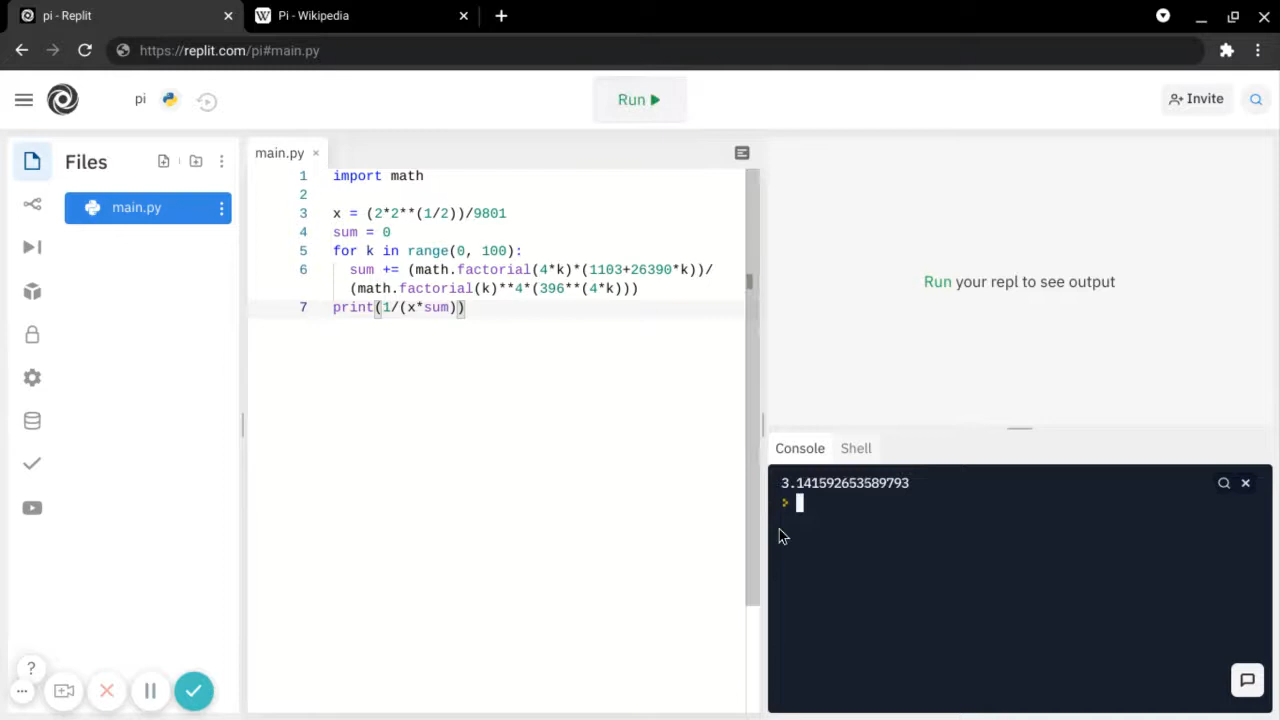 pi - Replit
Pi - Wikipedia
https://replit.com/pi#main.py
pi
Run
Invite
Files
main.py
main.py
1 import math
2
3 x = (2*2**(1/2))/9801
4 sum = 0
5 for k in range(0, 100):
6 sum += (math.factorial(4*k)*(1103+26390*k))/
(math.factorial(k)**4*(396**(4*k)))
7 print(1/(x*sum))
Run your repl to see output
Console Shell
3.141592653589793
>
?